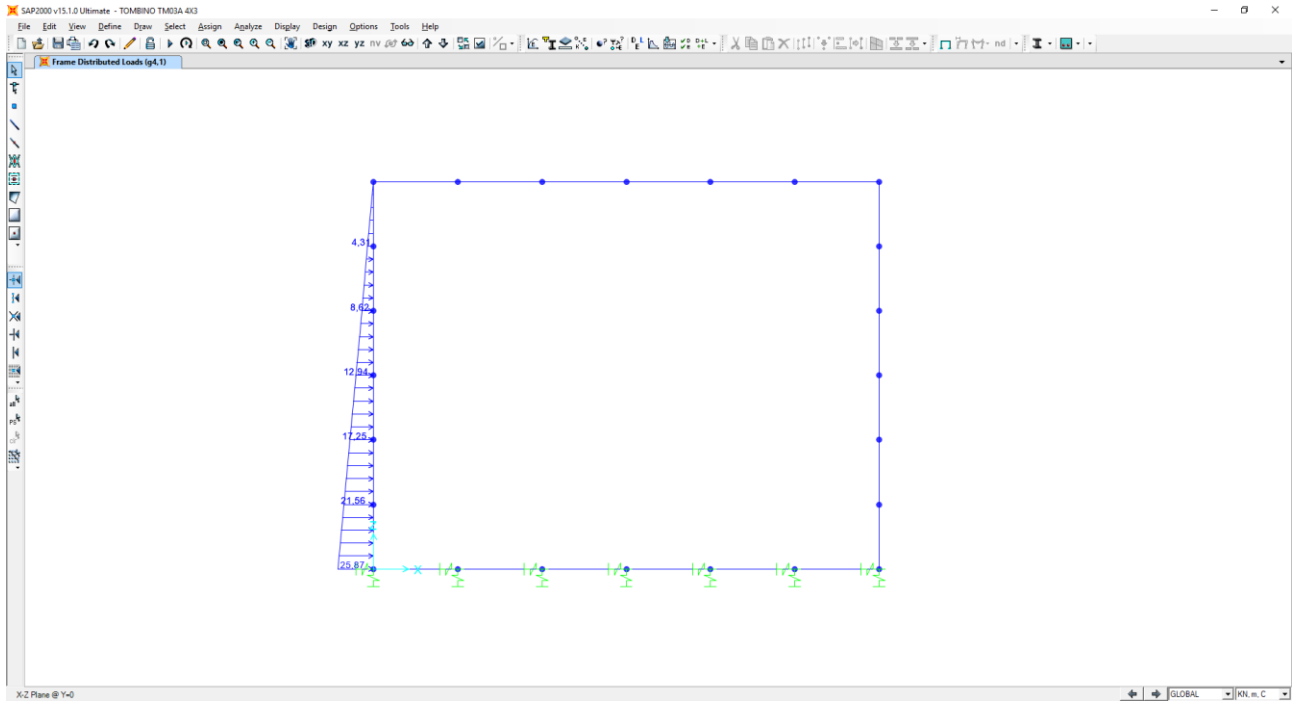 SAP2000 v15.1.0 Ultimate - TOMBINO TM03A 4X3
File Edit View Define Draw Select Assign Analyze Display Design Options Tools Help
xy xz yz nv nd
Frame Distributed Loads (g4,1)
4,31
8,62
12,94
17,25
21,56
25,87
X
X-Z Plane @ Y=0
GLOBAL KN, m, C